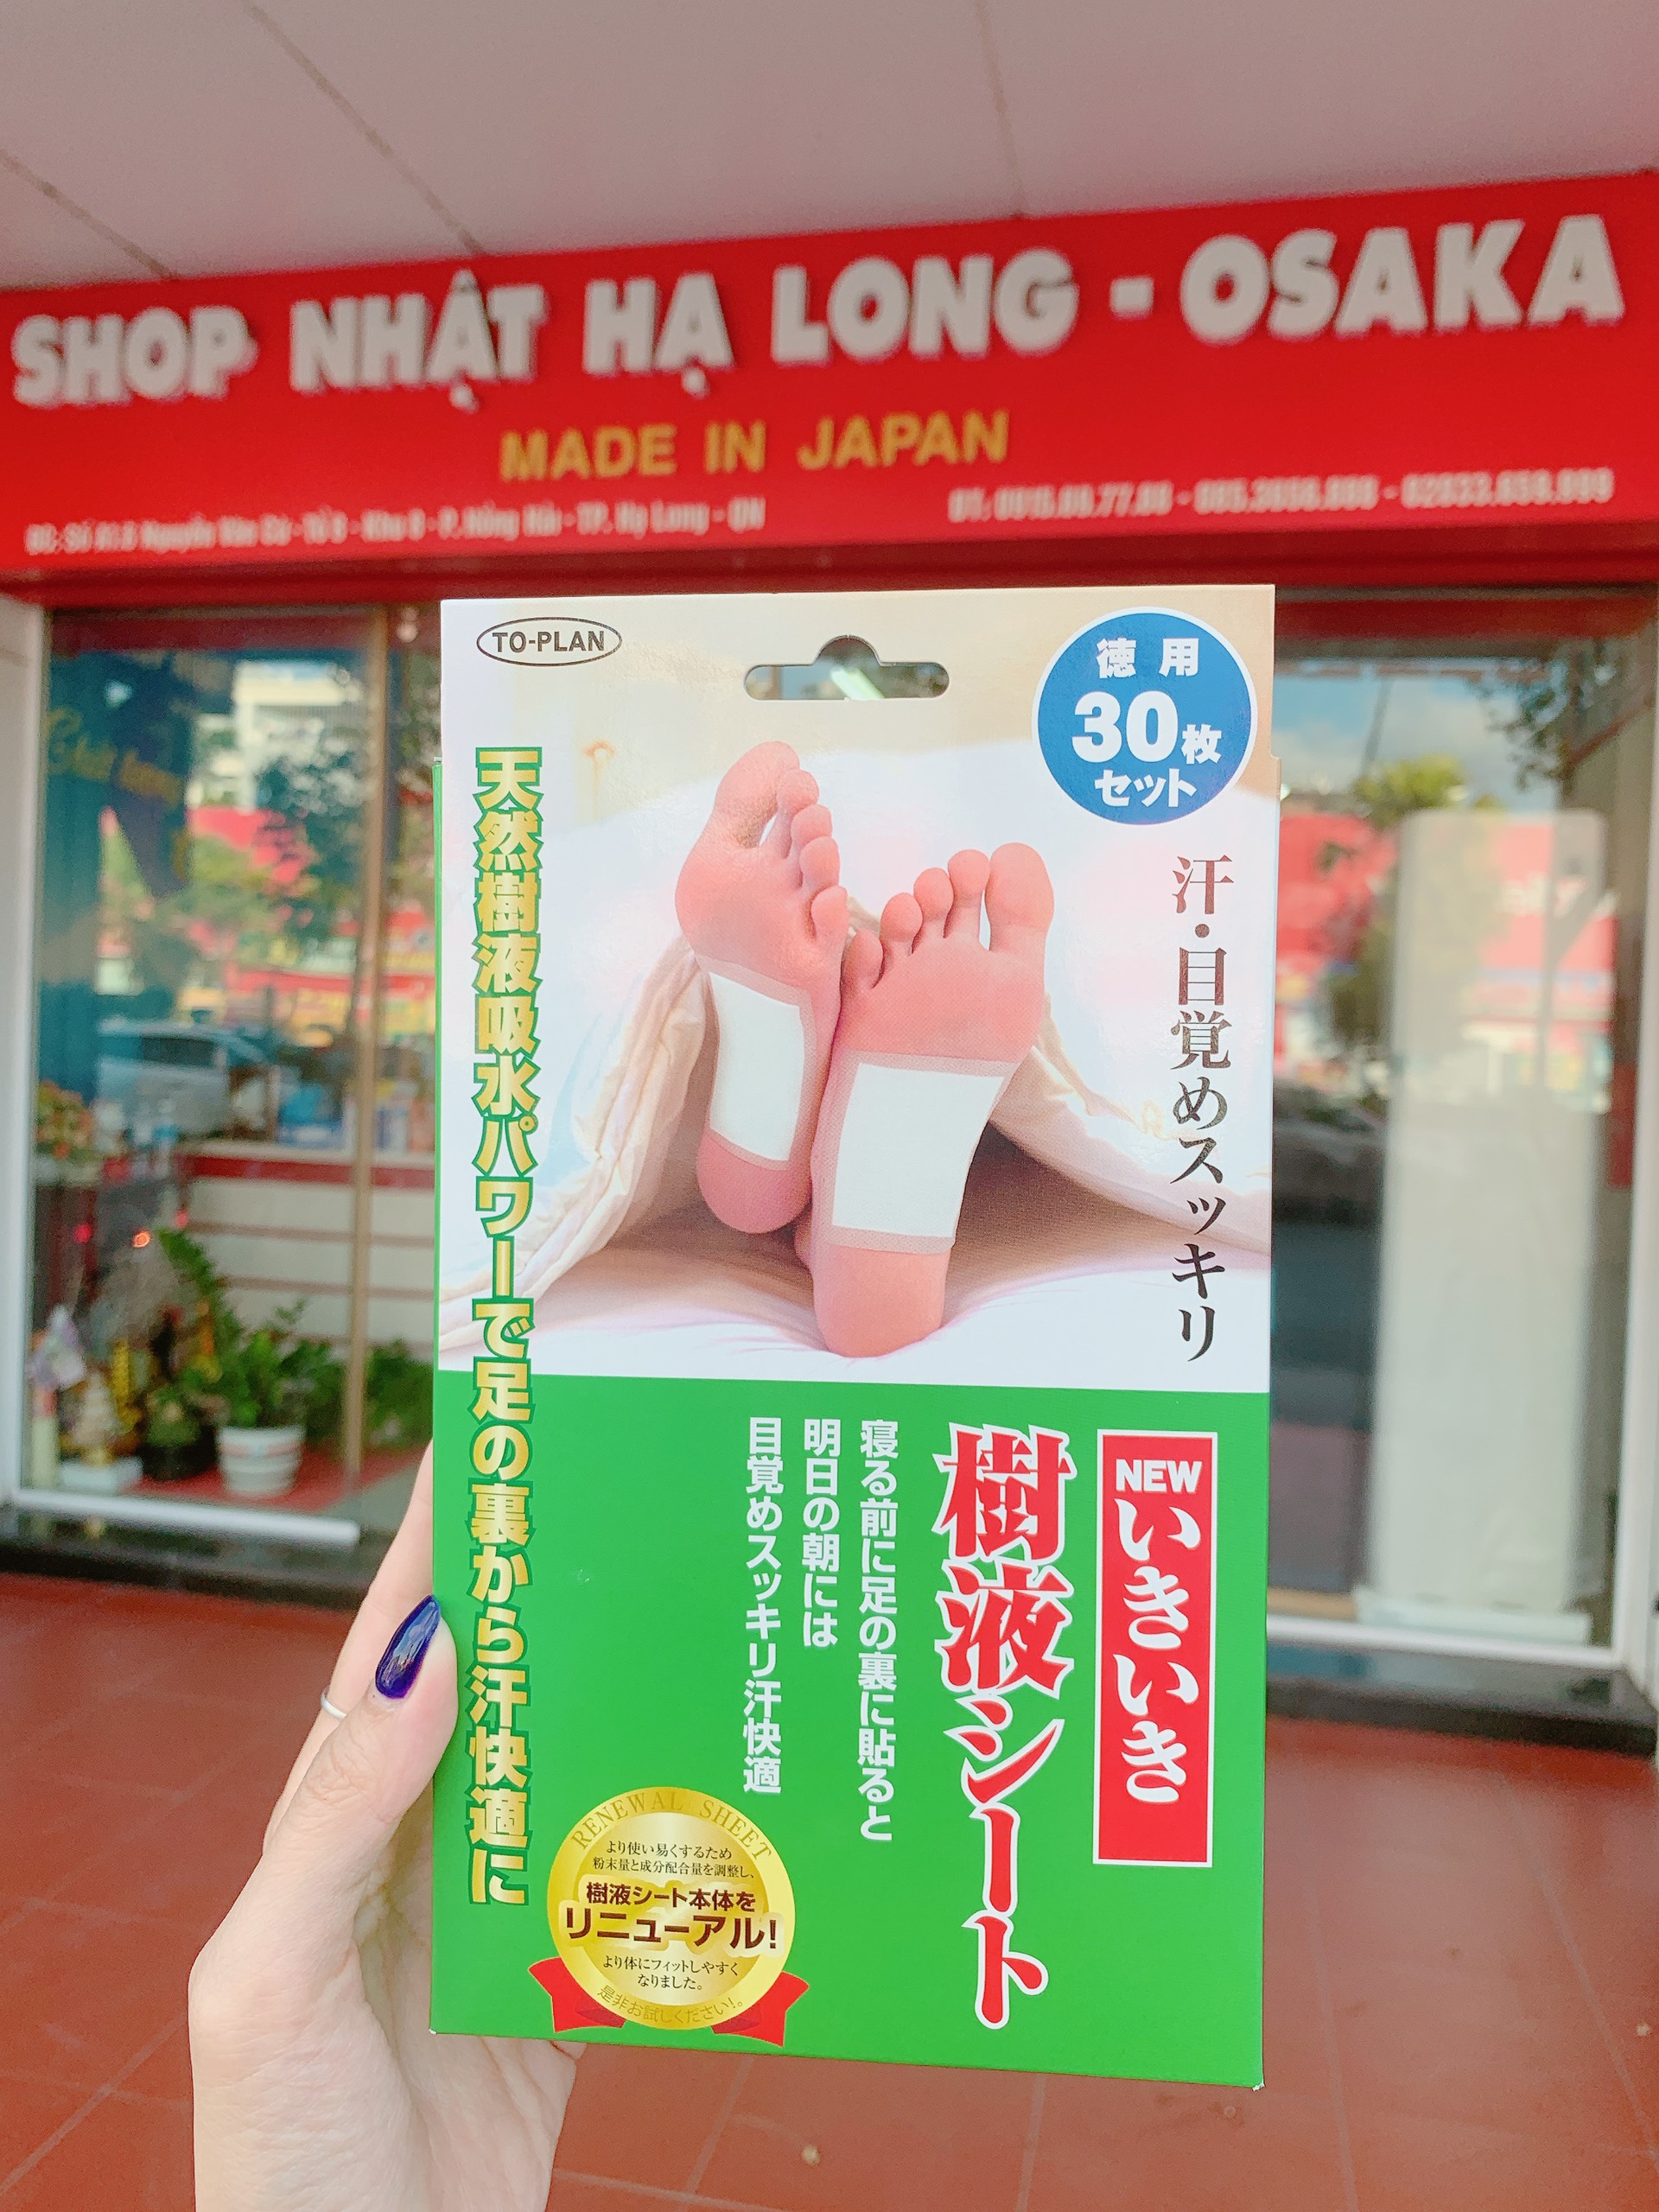 SHOP NHẬT HẠ LONG - OSAKA
MADE IN JAPAN
TP. Hạ Long - QN
TO-PLAN
徳用
30枚
セット
汗・目覚めスッキリ
天然樹液吸水パワーで足の裏から汗快適に
NEW
いきいき
樹液シート
寝る前に足の裏に貼ると
明日の朝には
目覚めスッキリ汗快適
RENEWAL SHEET
より使い易くするため
粉末量と成分配合量を調整し、
樹液シート本体を
リニューアル!
より体にフィットしやすく
なりました。
是非お試しください!。